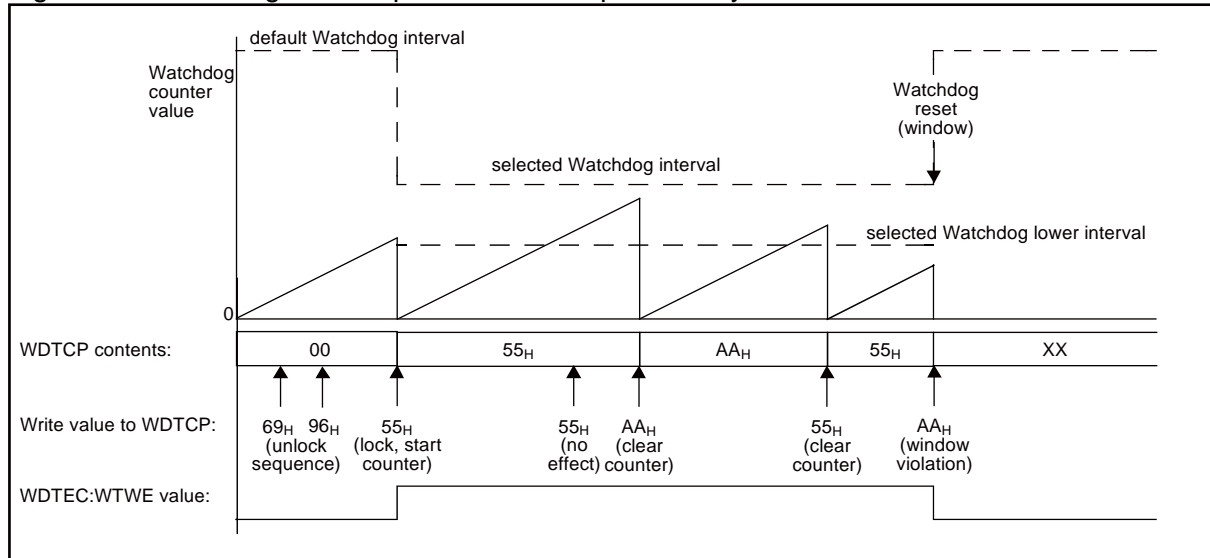 default Watchdog interval
Watchdog
counter
value
Watchdog
reset
(window)
selected Watchdog interval
selected Watchdog lower interval
0
WDTCP contents: 00 55H AAH 55H XX
Write value to WDTCP: 69H 96H 55H 55H AAH 55H AAH
(unlock (lock, start (no (clear (clear (window
sequence) counter) effect) counter) counter) violation)
WDTEC:WTWE value: